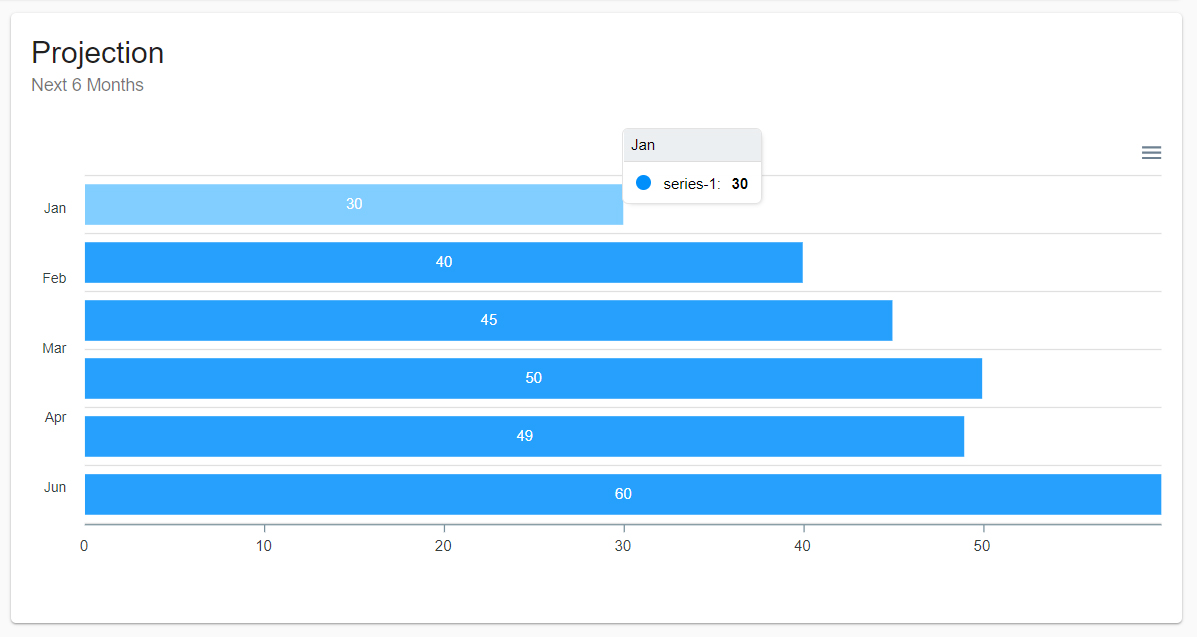 Projection
Next 6 Months
Jan
series-1: 30
Jan 30
Feb 40
Mar 45
50
Apr 49
Jun 60
0 10 20 30 40 50